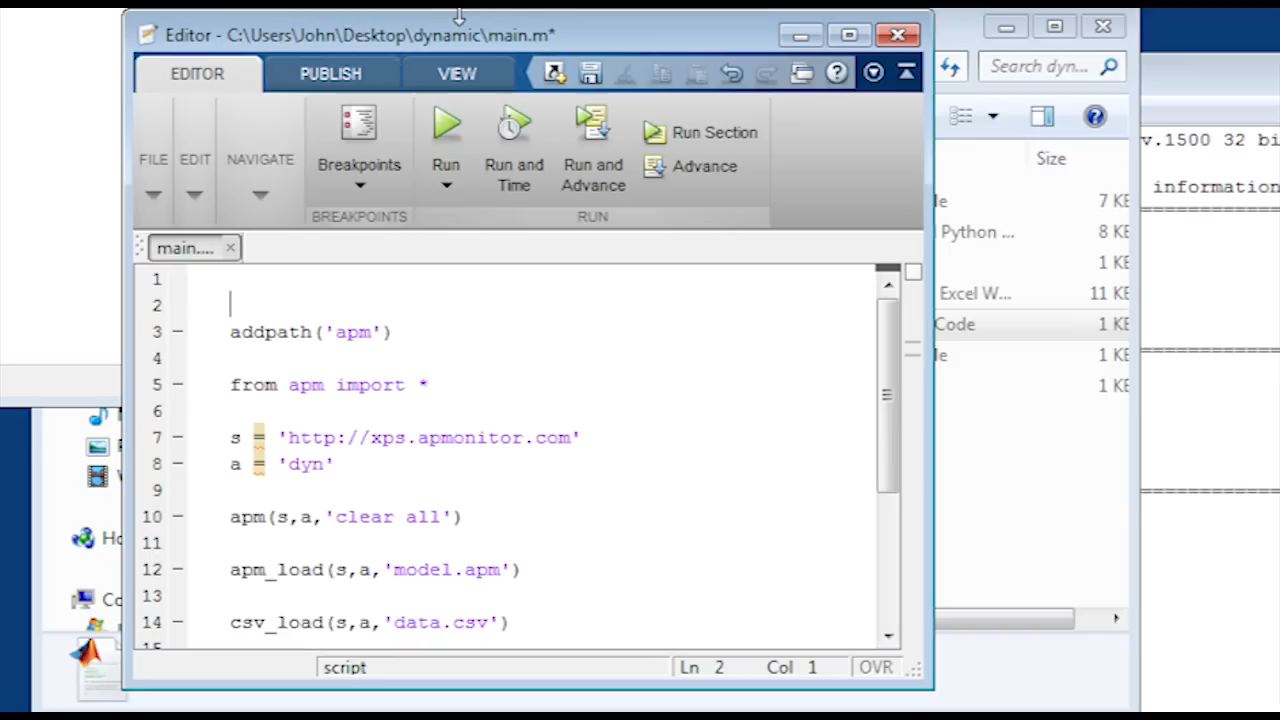 Editor - C:\Users\John\Desktop\dynamic\main.m*
EDITOR
PUBLISH
VIEW
Search dyn...
FILE
EDIT
NAVIGATE
Breakpoints
Run
Run and Time
Run and Advance
Run Section
Advance
BREAKPOINTS
RUN
main....
1
2
3 addpath('apm')
4
5 from apm import *
6
7 s = 'http://xps.apmonitor.com'
8 a = 'dyn'
9
10 apm(s,a,'clear all')
11
12 apm_load(s,a,'model.apm')
13
14 csv_load(s,a,'data.csv')
15
script
Ln 2 Col 1
OVR
Size
7 KB
Python ... 8 KB
1 KB
Excel W... 11 KB
Code 1 KB
1 KB
1 KB
v.1500 32 bi
information